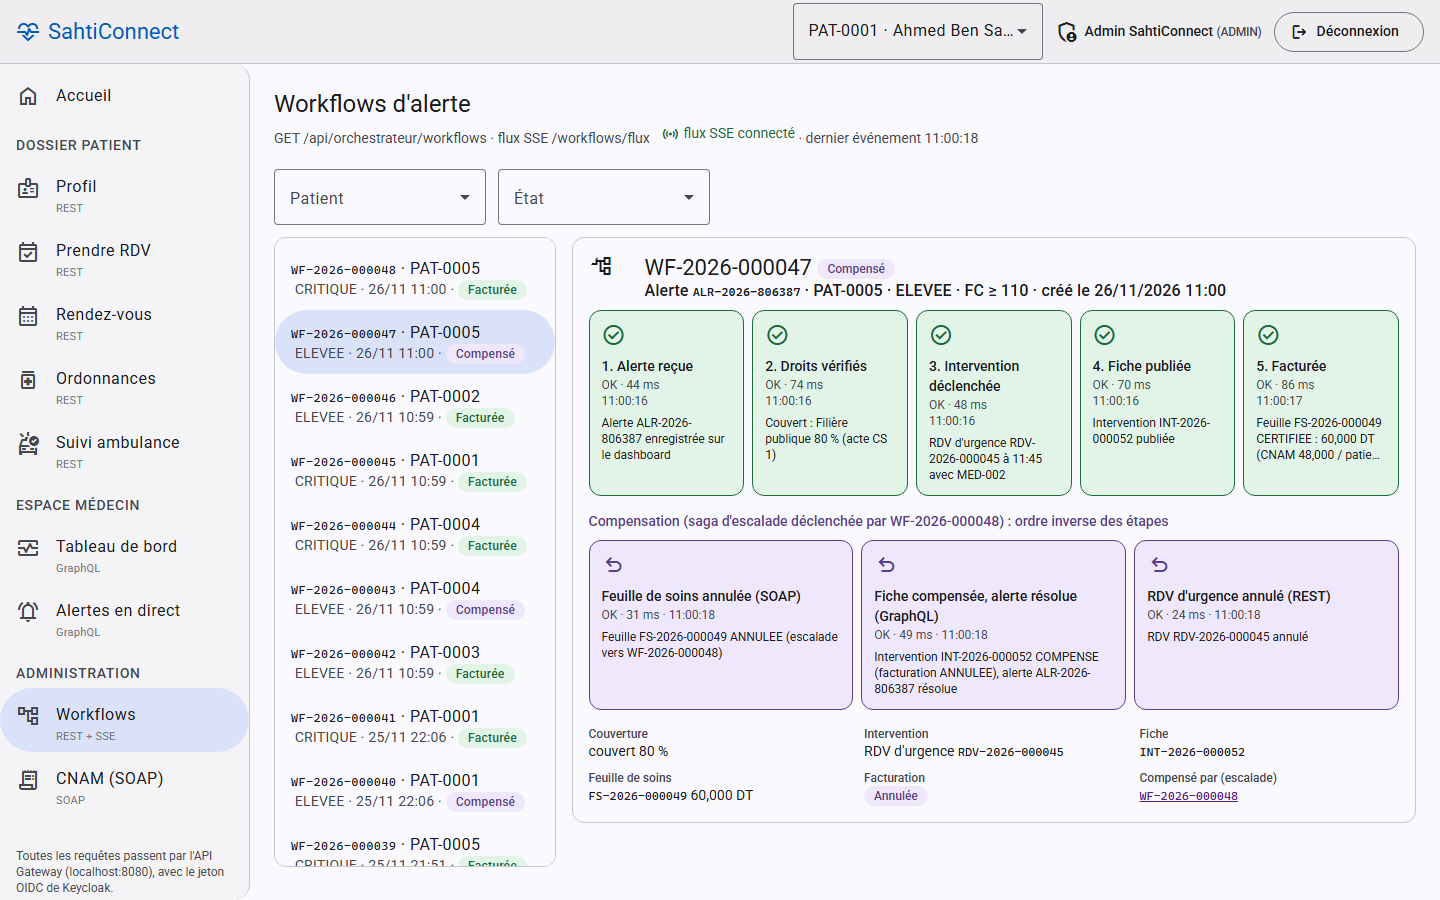 SahtiConnect
PAT-0001 · Ahmed Ben Sa...
Admin SahtiConnect (ADMIN)
Déconnexion
Accueil
DOSSIER PATIENT
Profil
REST
Prendre RDV
REST
Rendez-vous
REST
Ordonnances
REST
Suivi ambulance
REST
ESPACE MÉDECIN
Tableau de bord
GraphQL
Alertes en direct
GraphQL
ADMINISTRATION
Workflows
REST + SSE
CNAM (SOAP)
SOAP
Toutes les requêtes passent par l'API
Gateway (localhost:8080), avec le jeton
OIDC de Keycloak.
Workflows d'alerte
GET /api/orchestrateur/workflows · flux SSE /workflows/flux flux SSE connecté · dernier événement 11:00:18
Patient
État
WF-2026-000048 · PAT-0005
CRITIQUE · 26/11 11:00 · Facturée
WF-2026-000047 · PAT-0005
ELEVEE · 26/11 11:00 · Compensé
WF-2026-000046 · PAT-0002
ELEVEE · 26/11 10:59 · Facturée
WF-2026-000045 · PAT-0001
CRITIQUE · 26/11 10:59 · Facturée
WF-2026-000044 · PAT-0004
CRITIQUE · 26/11 10:59 · Facturée
WF-2026-000043 · PAT-0004
ELEVEE · 26/11 10:59 · Compensé
WF-2026-000042 · PAT-0003
ELEVEE · 26/11 10:59 · Facturée
WF-2026-000041 · PAT-0001
CRITIQUE · 25/11 22:06 · Facturée
WF-2026-000040 · PAT-0001
ELEVEE · 25/11 22:06 · Compensé
WF-2026-000039 · PAT-0005
CRITIQUE · 25/11 21:51 · Facturée
WF-2026-000047 Compensé
Alerte ALR-2026-806387 · PAT-0005 · ELEVEE · FC ≥ 110 · créé le 26/11/2026 11:00
1. Alerte reçue
OK · 44 ms
11:00:16
Alerte ALR-2026-
806387 enregistrée sur
le dashboard
2. Droits vérifiés
OK · 74 ms
11:00:16
Couvert : Filière
publique 80 % (acte CS
1)
3. Intervention
déclenchée
OK · 48 ms
11:00:16
RDV d'urgence RDV-
2026-000045 à 11:45
avec MED-002
4. Fiche publiée
OK · 70 ms
11:00:16
Intervention INT-2026-
000052 publiée
5. Facturée
OK · 86 ms
11:00:17
Feuille FS-2026-000049
CERTIFIEE : 60,000 DT
(CNAM 48,000 / patie...
Compensation (saga d'escalade déclenchée par WF-2026-000048) : ordre inverse des étapes
Feuille de soins annulée (SOAP)
OK · 31 ms · 11:00:18
Feuille FS-2026-000049 ANNULEE (escalade
vers WF-2026-000048)
Fiche compensée, alerte résolue
(GraphQL)
OK · 49 ms · 11:00:18
Intervention INT-2026-000052 COMPENSE
(facturation ANNULEE), alerte ALR-2026-
806387 résolue
RDV d'urgence annulé (REST)
OK · 24 ms · 11:00:18
RDV RDV-2026-000045 annulé
Couverture
couvert 80 %
Intervention
RDV d'urgence RDV-2026-000045
Fiche
INT-2026-000052
Feuille de soins
FS-2026-000049 60,000 DT
Facturation
Annulée
Compensé par (escalade)
WF-2026-000048